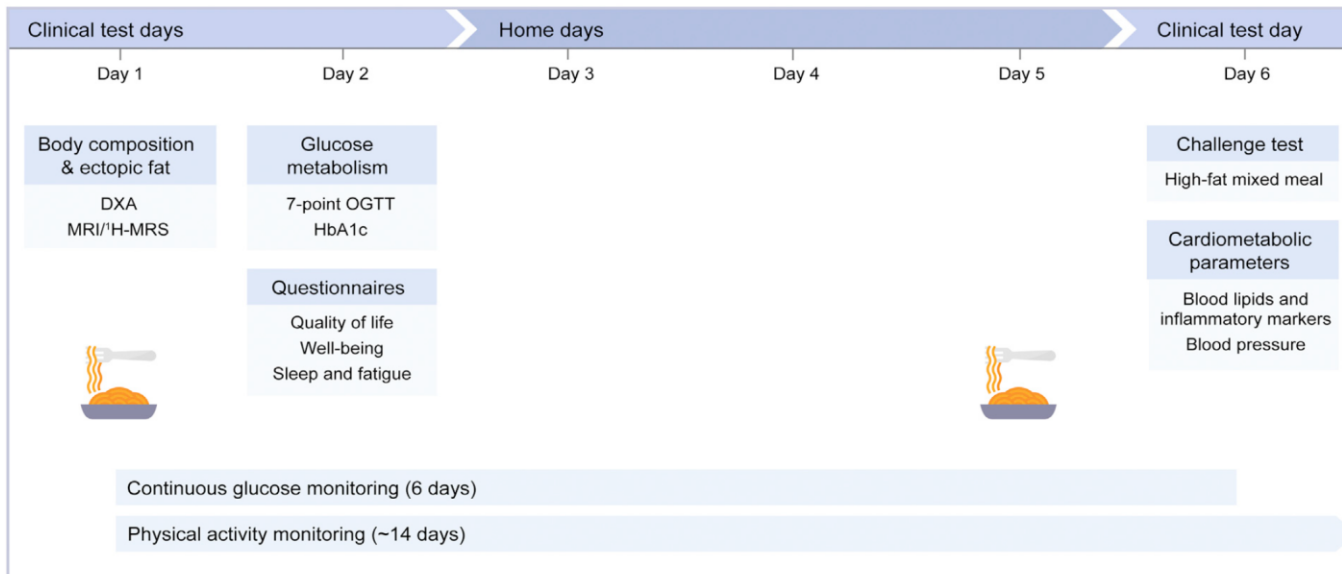 Clinical test days
Home days
Clinical test day
Day 1
Day 2
Day 3
Day 4
Day 5
Day 6
Body composition
& ectopic fat
DXA
MRI/¹H-MRS
Glucose
metabolism
7-point OGTT
HbA1c
Questionnaires
Quality of life
Well-being
Sleep and fatigue
Challenge test
High-fat mixed meal
Cardiometabolic
parameters
Blood lipids and
inflammatory markers
Blood pressure
Continuous glucose monitoring (6 days)
Physical activity monitoring (~14 days)